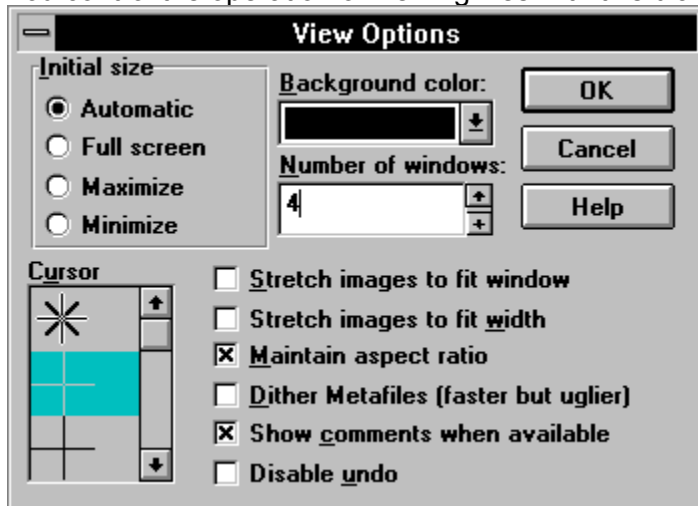 View Options
Initial size
Automatic
Full screen
Maximize
Minimize
Background color:
Number of windows:
4
OK
Cancel
Help
Cursor
Stretch images to fit window
Stretch images to fit width
Maintain aspect ratio
Dither Metafiles (faster but uglier)
Show comments when available
Disable undo